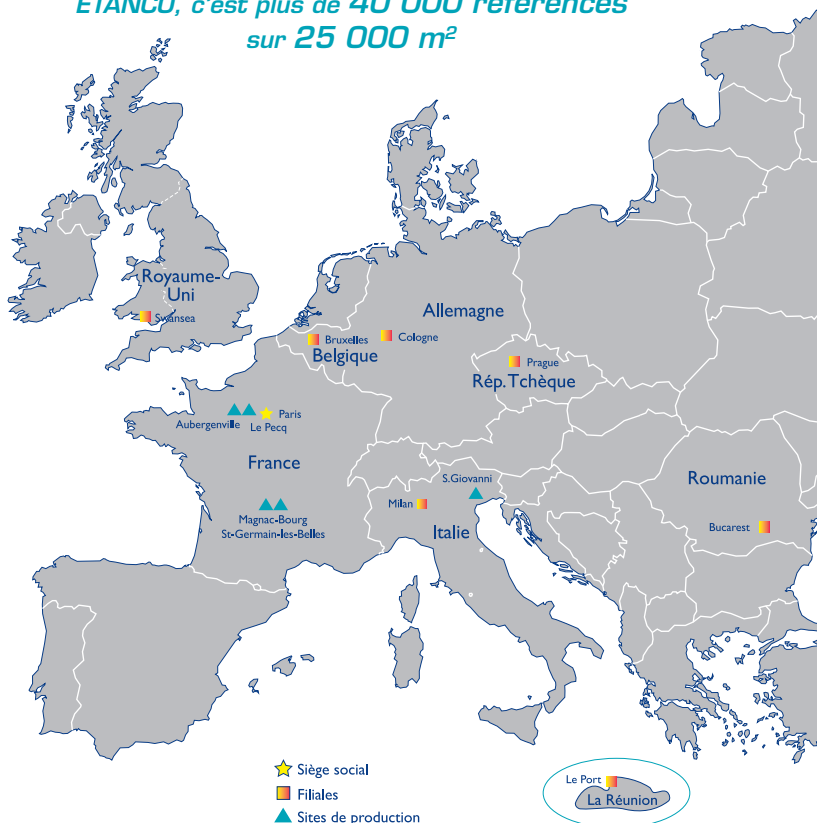 ETANCO, c'est plus de 40 000 références
sur 25 000 m²
Royaume-
Uni
Swansea
Allemagne
Bruxelles
Cologne
Belgique
Prague
Rép. Tchèque
Paris
Aubergenville
Le Pecq
France
S.Giovanni
Roumanie
Milan
Magnac-Bourg
St-Germain-les-Belles
Italie
Bucarest
Siège social
Filiales
Sites de production
Le Port
La Réunion